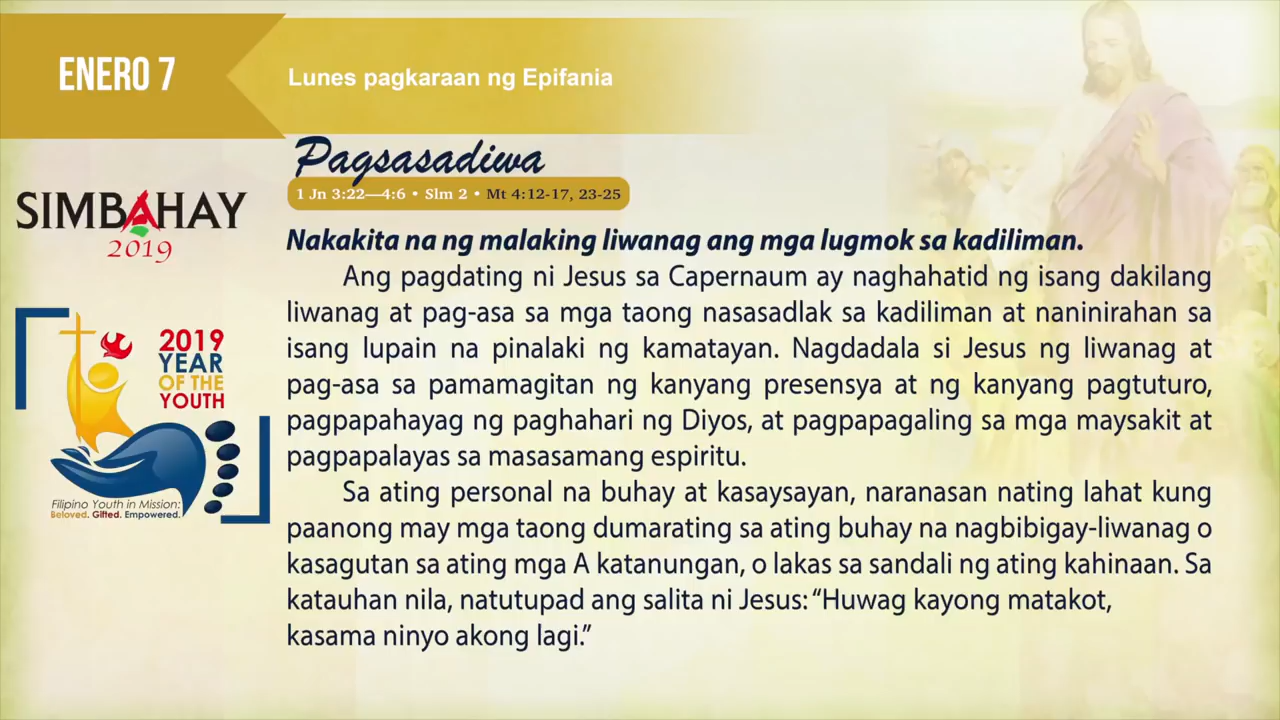 ENERO 7
Lunes pagkaraan ng Epifania
Pagsasadiwa
1 Jn 3:22—4:6 • Slm 2 • Mt 4:12-17, 23-25
SIMBAHAY
2019
Nakakita na ng malaking liwanag ang mga lugmok sa kadiliman.
Ang pagdating ni Jesus sa Capernaum ay naghahatid ng isang dakilang
liwanag at pag-asa sa mga taong nasasadlak sa kadiliman at naninirahan sa
isang lupain na pinalaki ng kamatayan. Nagdadala si Jesus ng liwanag at
pag-asa sa pamamagitan ng kanyang presensya at ng kanyang pagtuturo,
pagpapahayag ng paghahari ng Diyos, at pagpapagaling sa mga maysakit at
pagpapalayas sa masasamang espiritu.
Sa ating personal na buhay at kasaysayan, naranasan nating lahat kung
paanong may mga taong dumarating sa ating buhay na nagbibigay-liwanag o
kasagutan sa ating mga A katanungan, o lakas sa sandali ng ating kahinaan. Sa
katauhan nila, natutupad ang salita ni Jesus: “Huwag kayong matakot,
kasama ninyo akong lagi.”
2019
YEAR
OF THE
YOUTH
Filipino Youth in Mission:
Beloved. Gifted. Empowered.